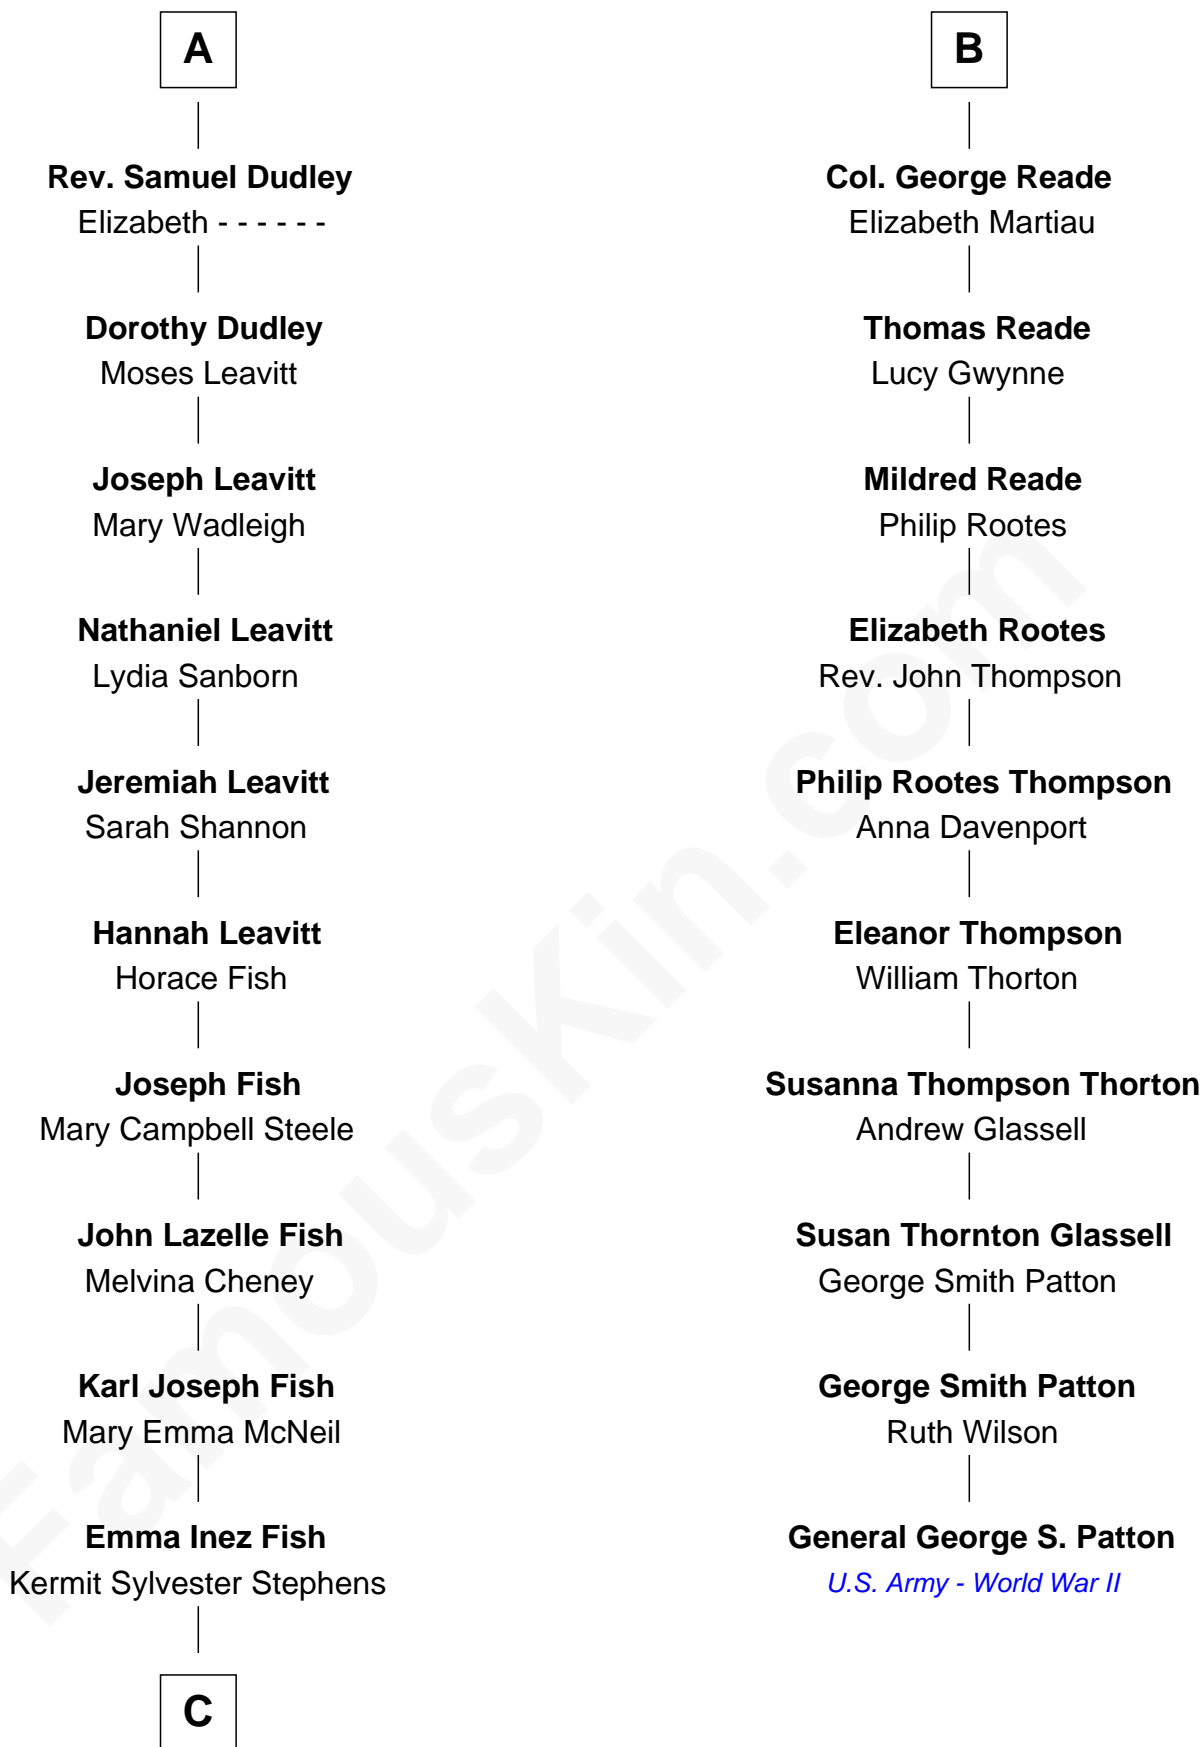 A
Rev. Samuel Dudley
Elizabeth - - - - - -
Dorothy Dudley
Moses Leavitt
Joseph Leavitt
Mary Wadleigh
Nathaniel Leavitt
Lydia Sanborn
Jeremiah Leavitt
Sarah Shannon
Hannah Leavitt
Horace Fish
Joseph Fish
Mary Campbell Steele
John Lazelle Fish
Melvina Cheney
Karl Joseph Fish
Mary Emma McNeil
Emma Inez Fish
Kermit Sylvester Stephens
C
B
Col. George Reade
Elizabeth Martiau
Thomas Reade
Lucy Gwynne
Mildred Reade
Philip Rootes
Elizabeth Rootes
Rev. John Thompson
Philip Rootes Thompson
Anna Davenport
Eleanor Thompson
William Thorton
Susanna Thompson Thorton
Andrew Glassell
Susan Thornton Glassell
George Smith Patton
George Smith Patton
Ruth Wilson
General George S. Patton
U.S. Army - World War II
FamousKin.com